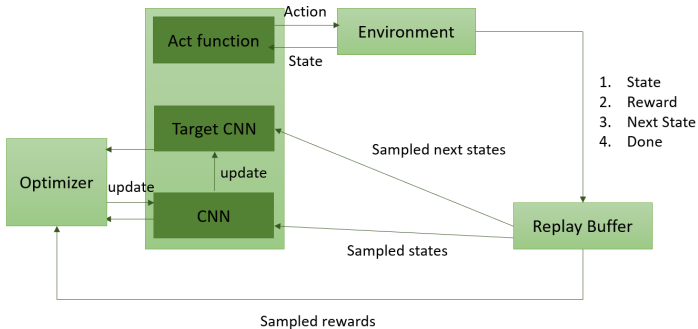 Action
Act function
Environment
State
1. State
2. Reward
3. Next State
4. Done
Target CNN
Sampled next states
Optimizer
update
update
CNN
Replay Buffer
Sampled states
Sampled rewards